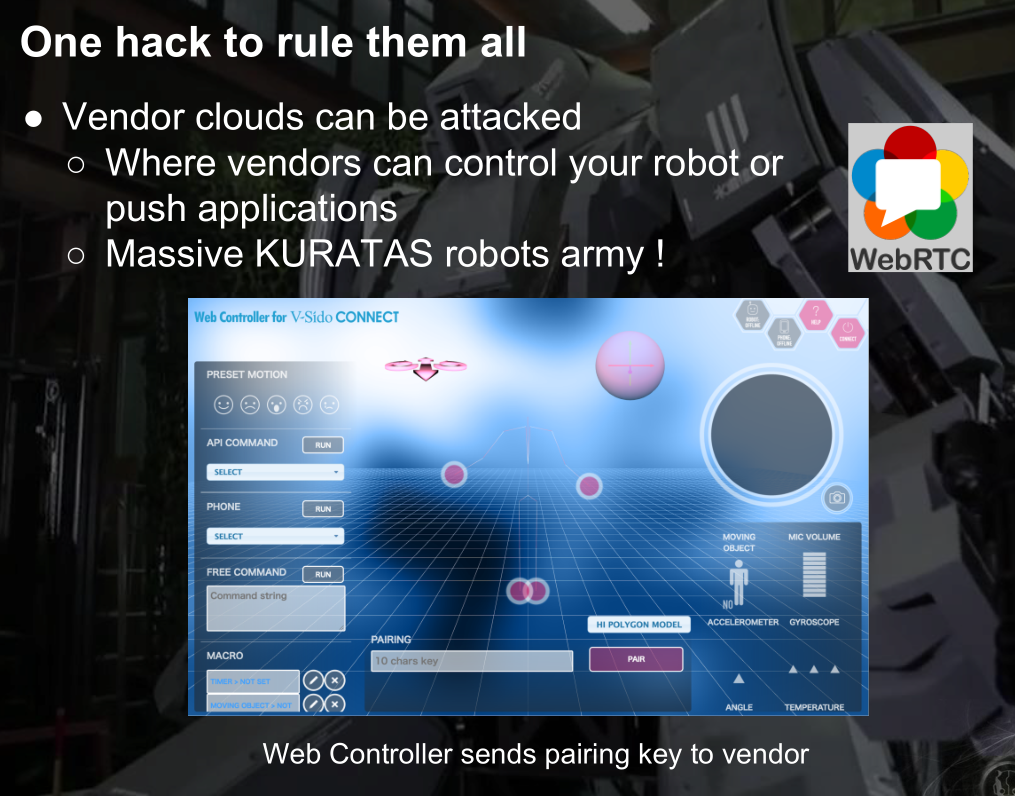 One hack to rule them all
● Vendor clouds can be attacked
○ Where vendors can control your robot or
push applications
○ Massive KURATAS robots army !
WebRTC
Web Controller for V-Sido CONNECT
ROBOT: OFFLINE
PHONE: OFFLINE
HELP
CONNECT
PRESET MOTION
API COMMAND
RUN
SELECT
PHONE
RUN
SELECT
FREE COMMAND
RUN
Command string
MACRO
TIMER > NOT SET
MOVING OBJECT > NOT
PAIRING
10 chars key
HI POLYGON MODEL
PAIR
MOVING
OBJECT
MIC VOLUME
NO
ACCELEROMETER
GYROSCOPE
ANGLE
TEMPERATURE
Web Controller sends pairing key to vendor